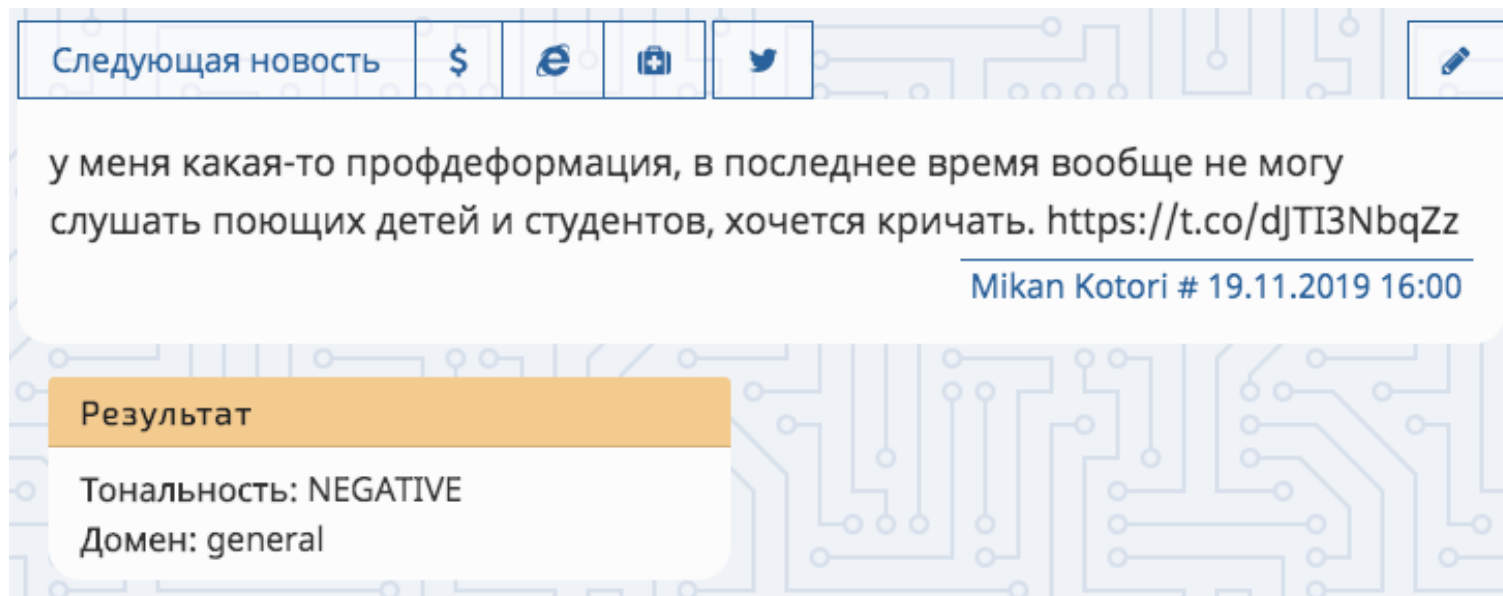 Следующая новость $
у меня какая-то профдеформация, в последнее время вообще не могу
слушать поющих детей и студентов, хочется кричать. https://t.co/dJTI3NbqZz
Mikan Kotori # 19.11.2019 16:00
Результат
Тональность: NEGATIVE
Домен: general